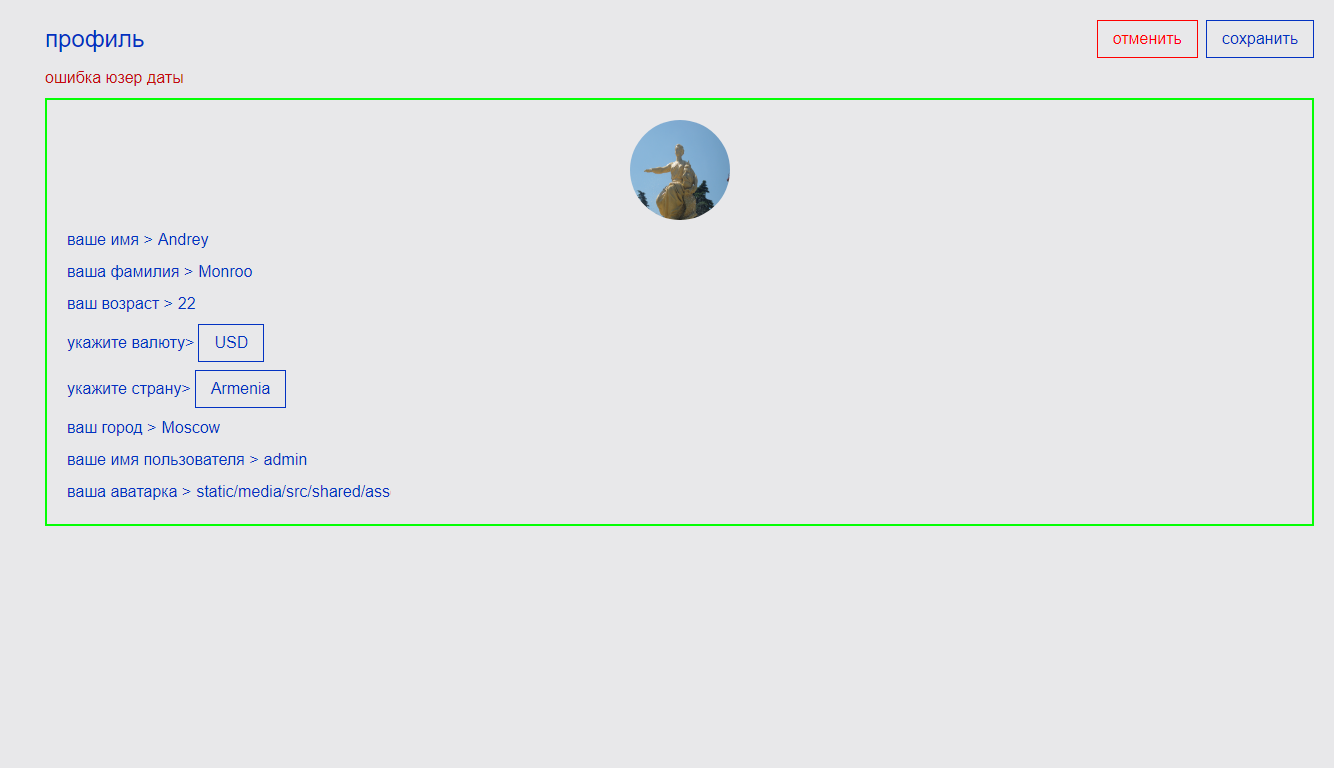 профиль
отменить сохранить
ошибка юзер даты
ваше имя > Andrey
ваша фамилия > Monroo
ваш возраст > 22
укажите валюту> USD
укажите страну> Armenia
ваш город > Moscow
ваше имя пользователя > admin
ваша аватарка > static/media/src/shared/ass